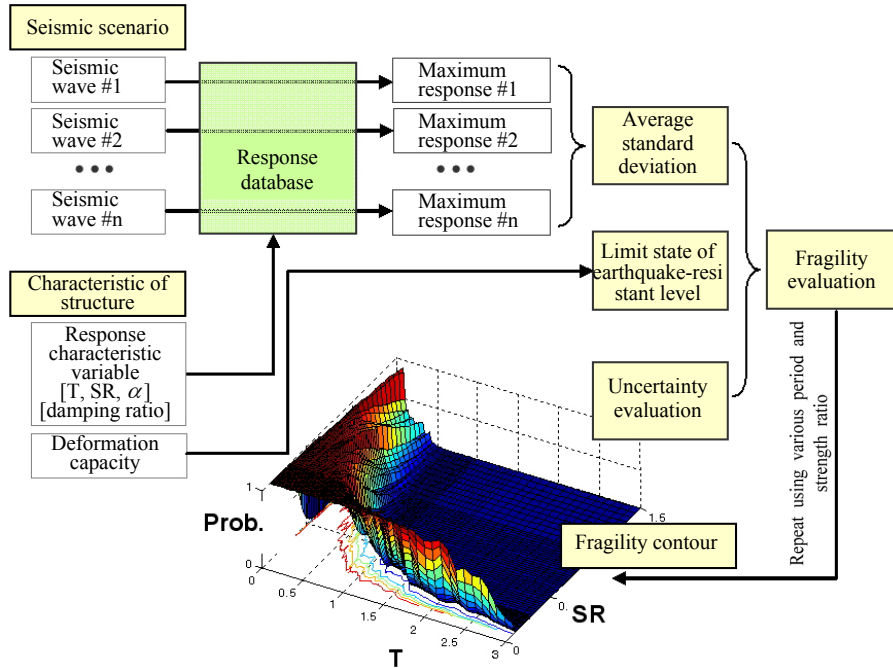 Seismic scenario
Seismic
wave #1
Seismic
wave #2
•••
Seismic
wave #n
Response
database
Maximum
response #1
Maximum
response #2
•••
Maximum
response #n
Average
standard
deviation
Limit state of
earthquake-resi
stant level
Uncertainty
evaluation
Fragility
evaluation
Characteristic of
structure
Response
characteristic
variable
[T, SR, α]
[damping ratio]
Deformation
capacity
Repeat using various period and
strength ratio
Fragility contour
Prob.
1
0
0
0.5
1
1.5
2
2.5
3
T
0
0.
1.5
SR